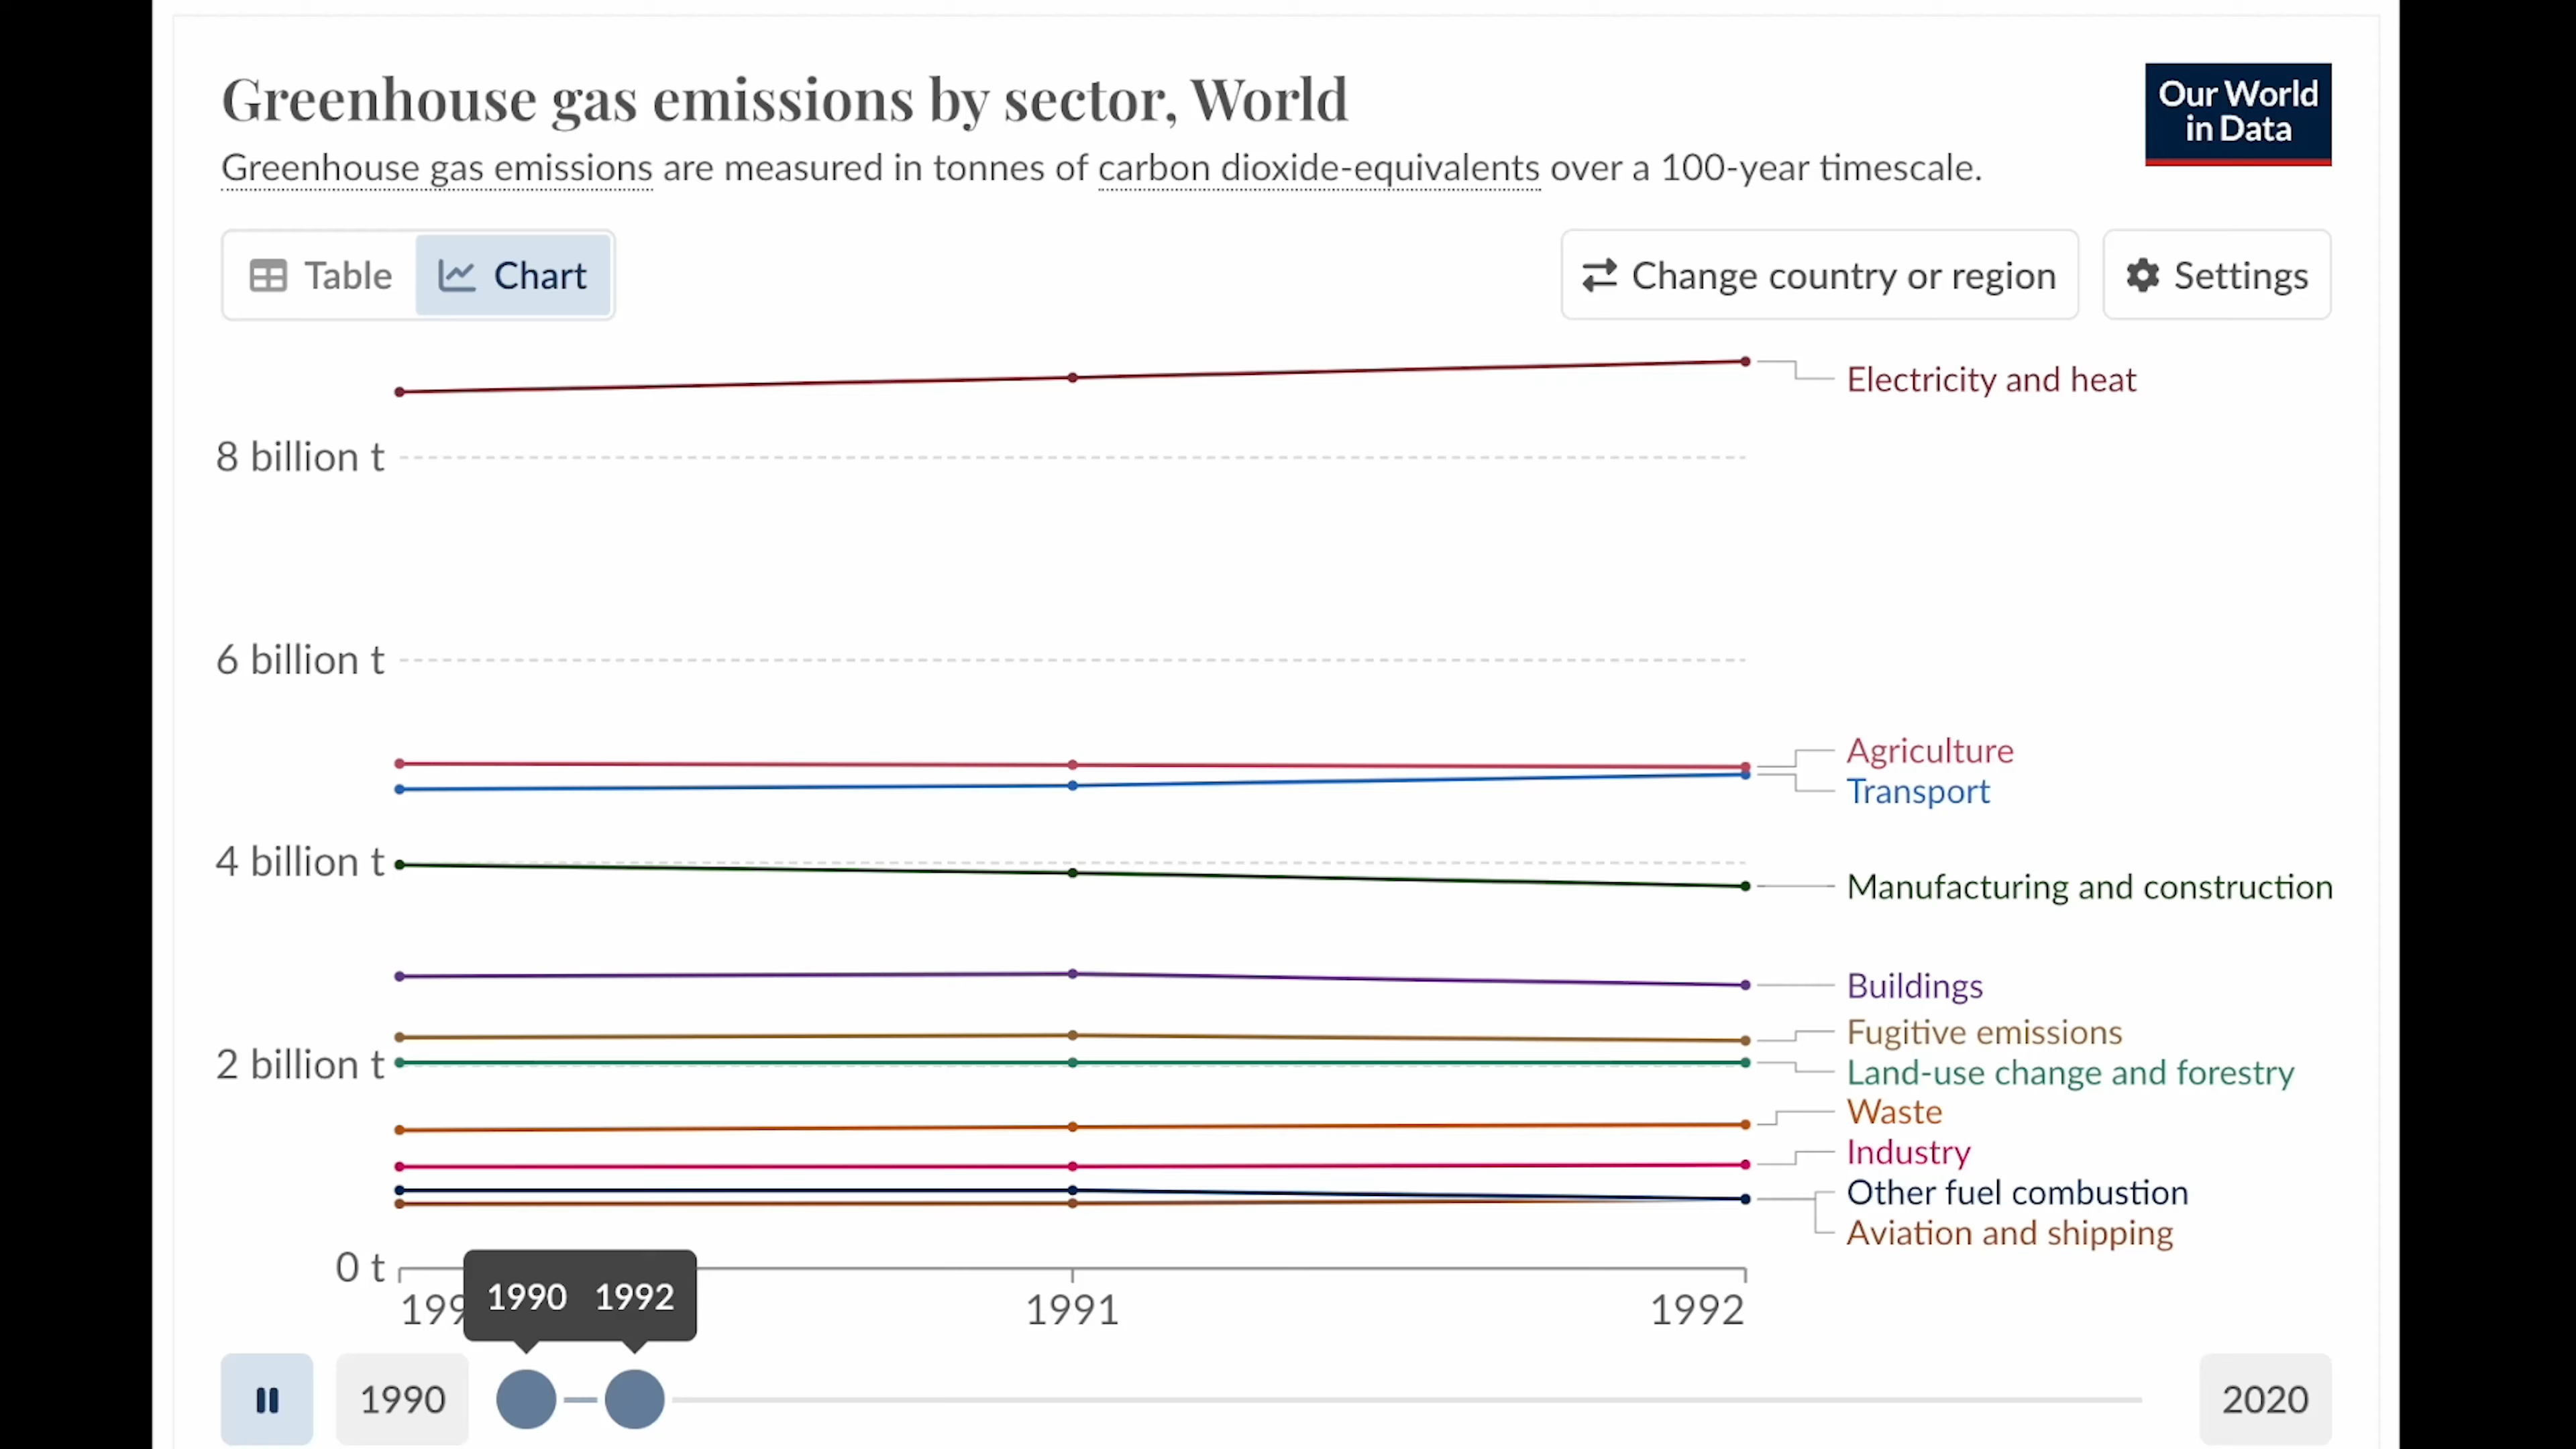 Greenhouse gas emissions by sector, World
Our World
in Data
Greenhouse gas emissions are measured in tonnes of carbon dioxide-equivalents over a 100-year timescale.
Table
Chart
Change country or region
Settings
Electricity and heat
8 billion t
6 billion t
Agriculture
Transport
4 billion t
Manufacturing and construction
Buildings
Fugitive emissions
2 billion t
Land-use change and forestry
Waste
Industry
Other fuel combustion
Aviation and shipping
0 t
1990 1992
1991
1992
1990
2020